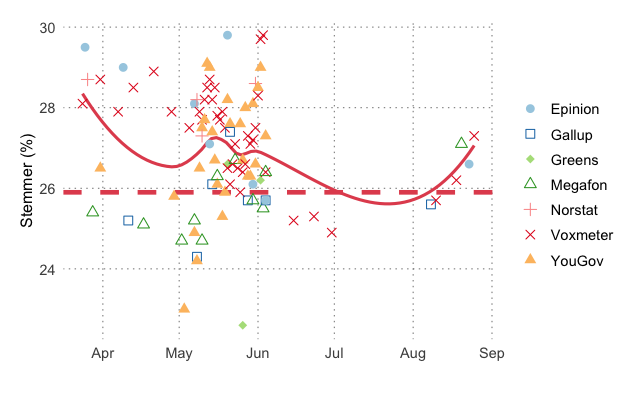 30
28
26
24
Stemmer (%)
Apr May Jun Jul Aug Sep
Epinion
Gallup
Greens
Megafon
Norstat
Voxmeter
YouGov